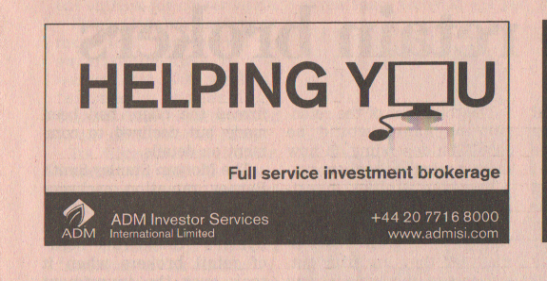 HELPING Y U
Full service investment brokerage
ADM
ADM Investor Services
International Limited
+44 20 7716 8000
www.admisi.com